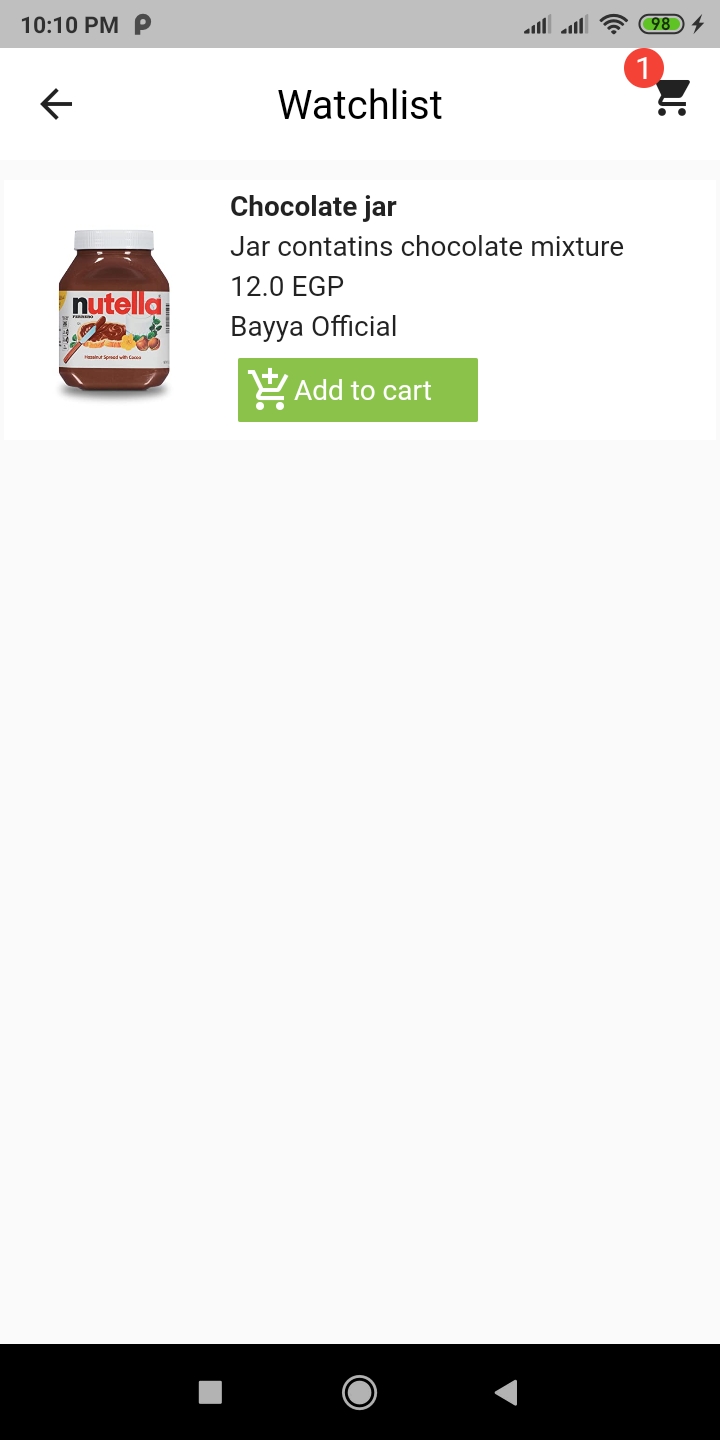 10:10 PM
98
Watchlist
1
Chocolate jar
Jar contatins chocolate mixture
12.0 EGP
Bayya Official
Add to cart
nutella
FERRERO
Hazelnut Spread with Cocoa